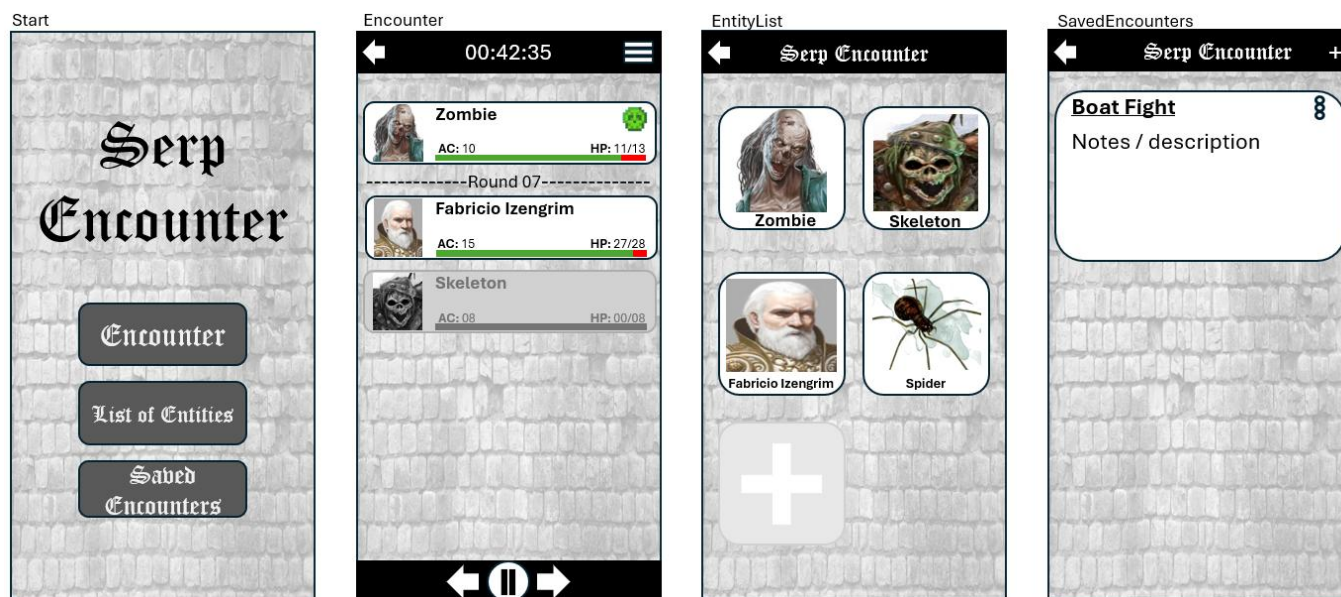 Start
Serp
Encounter
Encounter
List of Entities
Saved
Encounters
Encounter
00:42:35
Zombie
AC: 10 HP: 11/13
-----------Round 07-------------
Fabricio Izengrim
AC: 15 HP: 27/28
Skeleton
AC: 08 HP: 00/08
EntityList
Serp Encounter
Zombie
Skeleton
Fabricio Izengrim
Spider
SavedEncounters
Serp Encounter +
Boat Fight
Notes / description